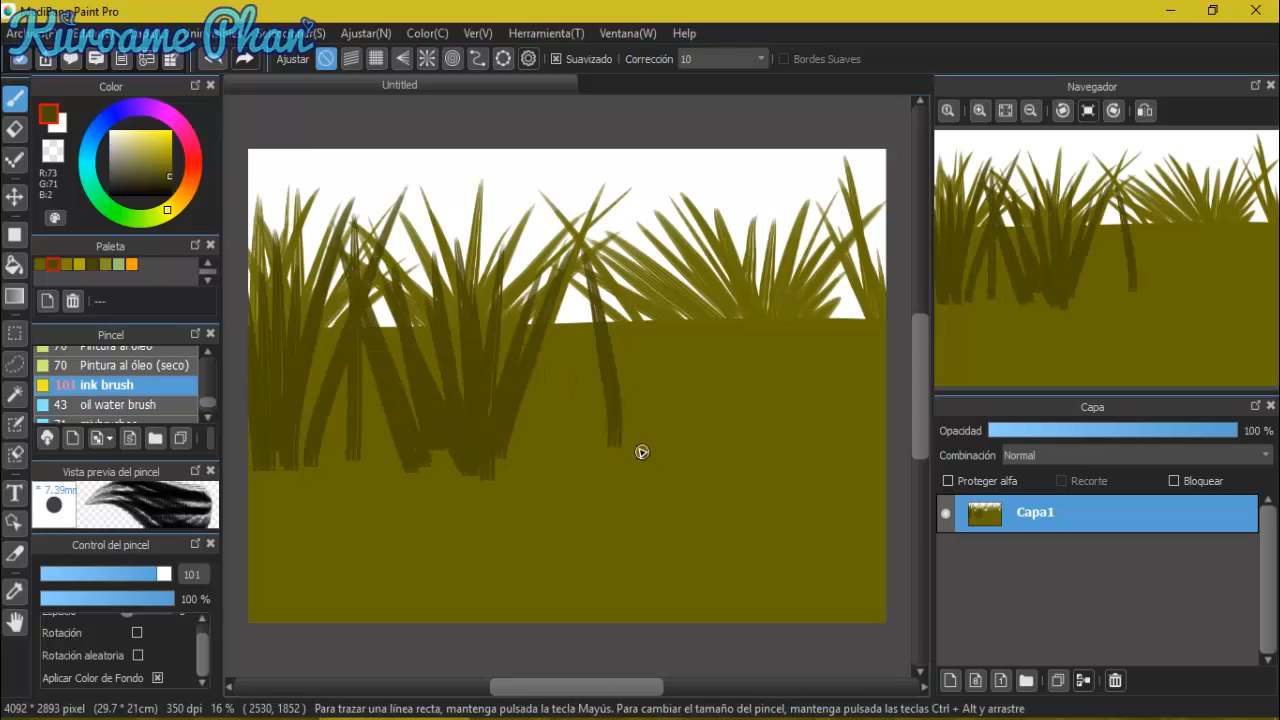 MediBang Paint Pro
Kuroame Phan
Ajustar(N) Color(C) Ver(V) Herramienta(T) Ventana(W) Help
Ajustar Suavizado Corrección 10 Bordes Suaves
Color
Untitled
Navegador
R:73
G:71
B:2
Paleta
---
Pincel
70 Pintura al óleo (seco)
101 ink brush
43 oil water brush
Vista previa del pincel
* 7.39mm
Control del pincel
101
100 %
Rotación
Rotación aleatoria
Aplicar Color de Fondo
Capa
Opacidad 100 %
Combinación Normal
Proteger alfa Recorte Bloquear
Capa1
4092 * 2893 pixel (29.7 * 21cm) 350 dpi 16 % ( 2530, 1852 ) Para trazar una línea recta, mantenga pulsada la tecla Mayús. Para cambiar el tamaño del pincel, mantenga pulsadas las teclas Ctrl + Alt y arrastre